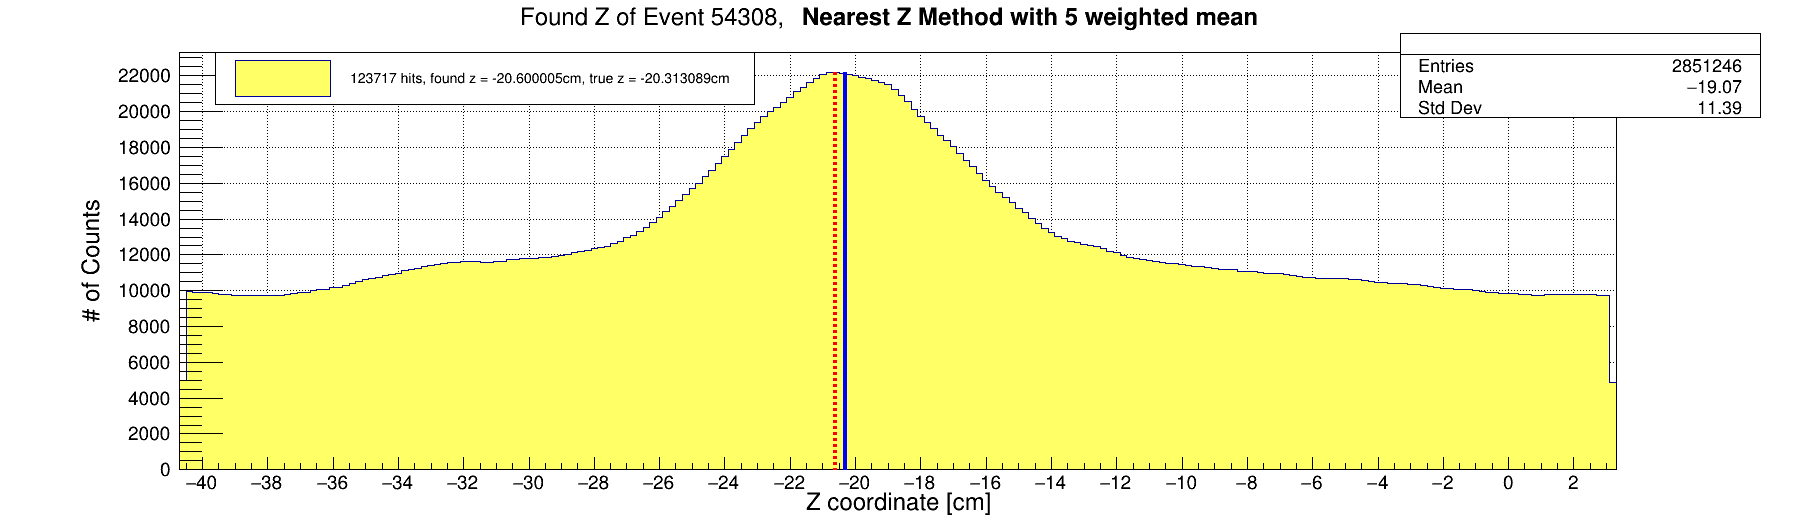 Found Z of Event 54308, Nearest Z Method with 5 weighted mean
123717 hits, found z = -20.600005cm, true z = -20.313089cm
Entries 2851246
Mean −19.07
Std Dev 11.39
# of Counts
22000
20000
18000
16000
14000
12000
10000
8000
6000
4000
2000
0
−40 −38 −36 −34 −32 −30 −28 −26 −24 −22 −20 −18 −16 −14 −12 −10 −8 −6 −4 −2 0 2
Z coordinate [cm]